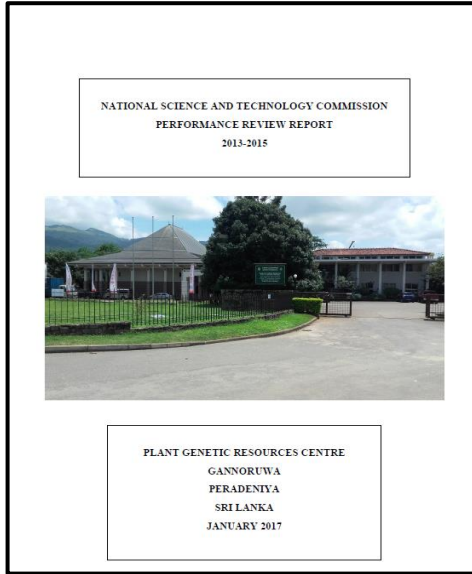 NATIONAL SCIENCE AND TECHNOLOGY COMMISSION
PERFORMANCE REVIEW REPORT
2013-2015
PLANT GENETIC RESOURCES CENTRE
GANNORUWA
PERADENIYA
SRI LANKA
JANUARY 2017